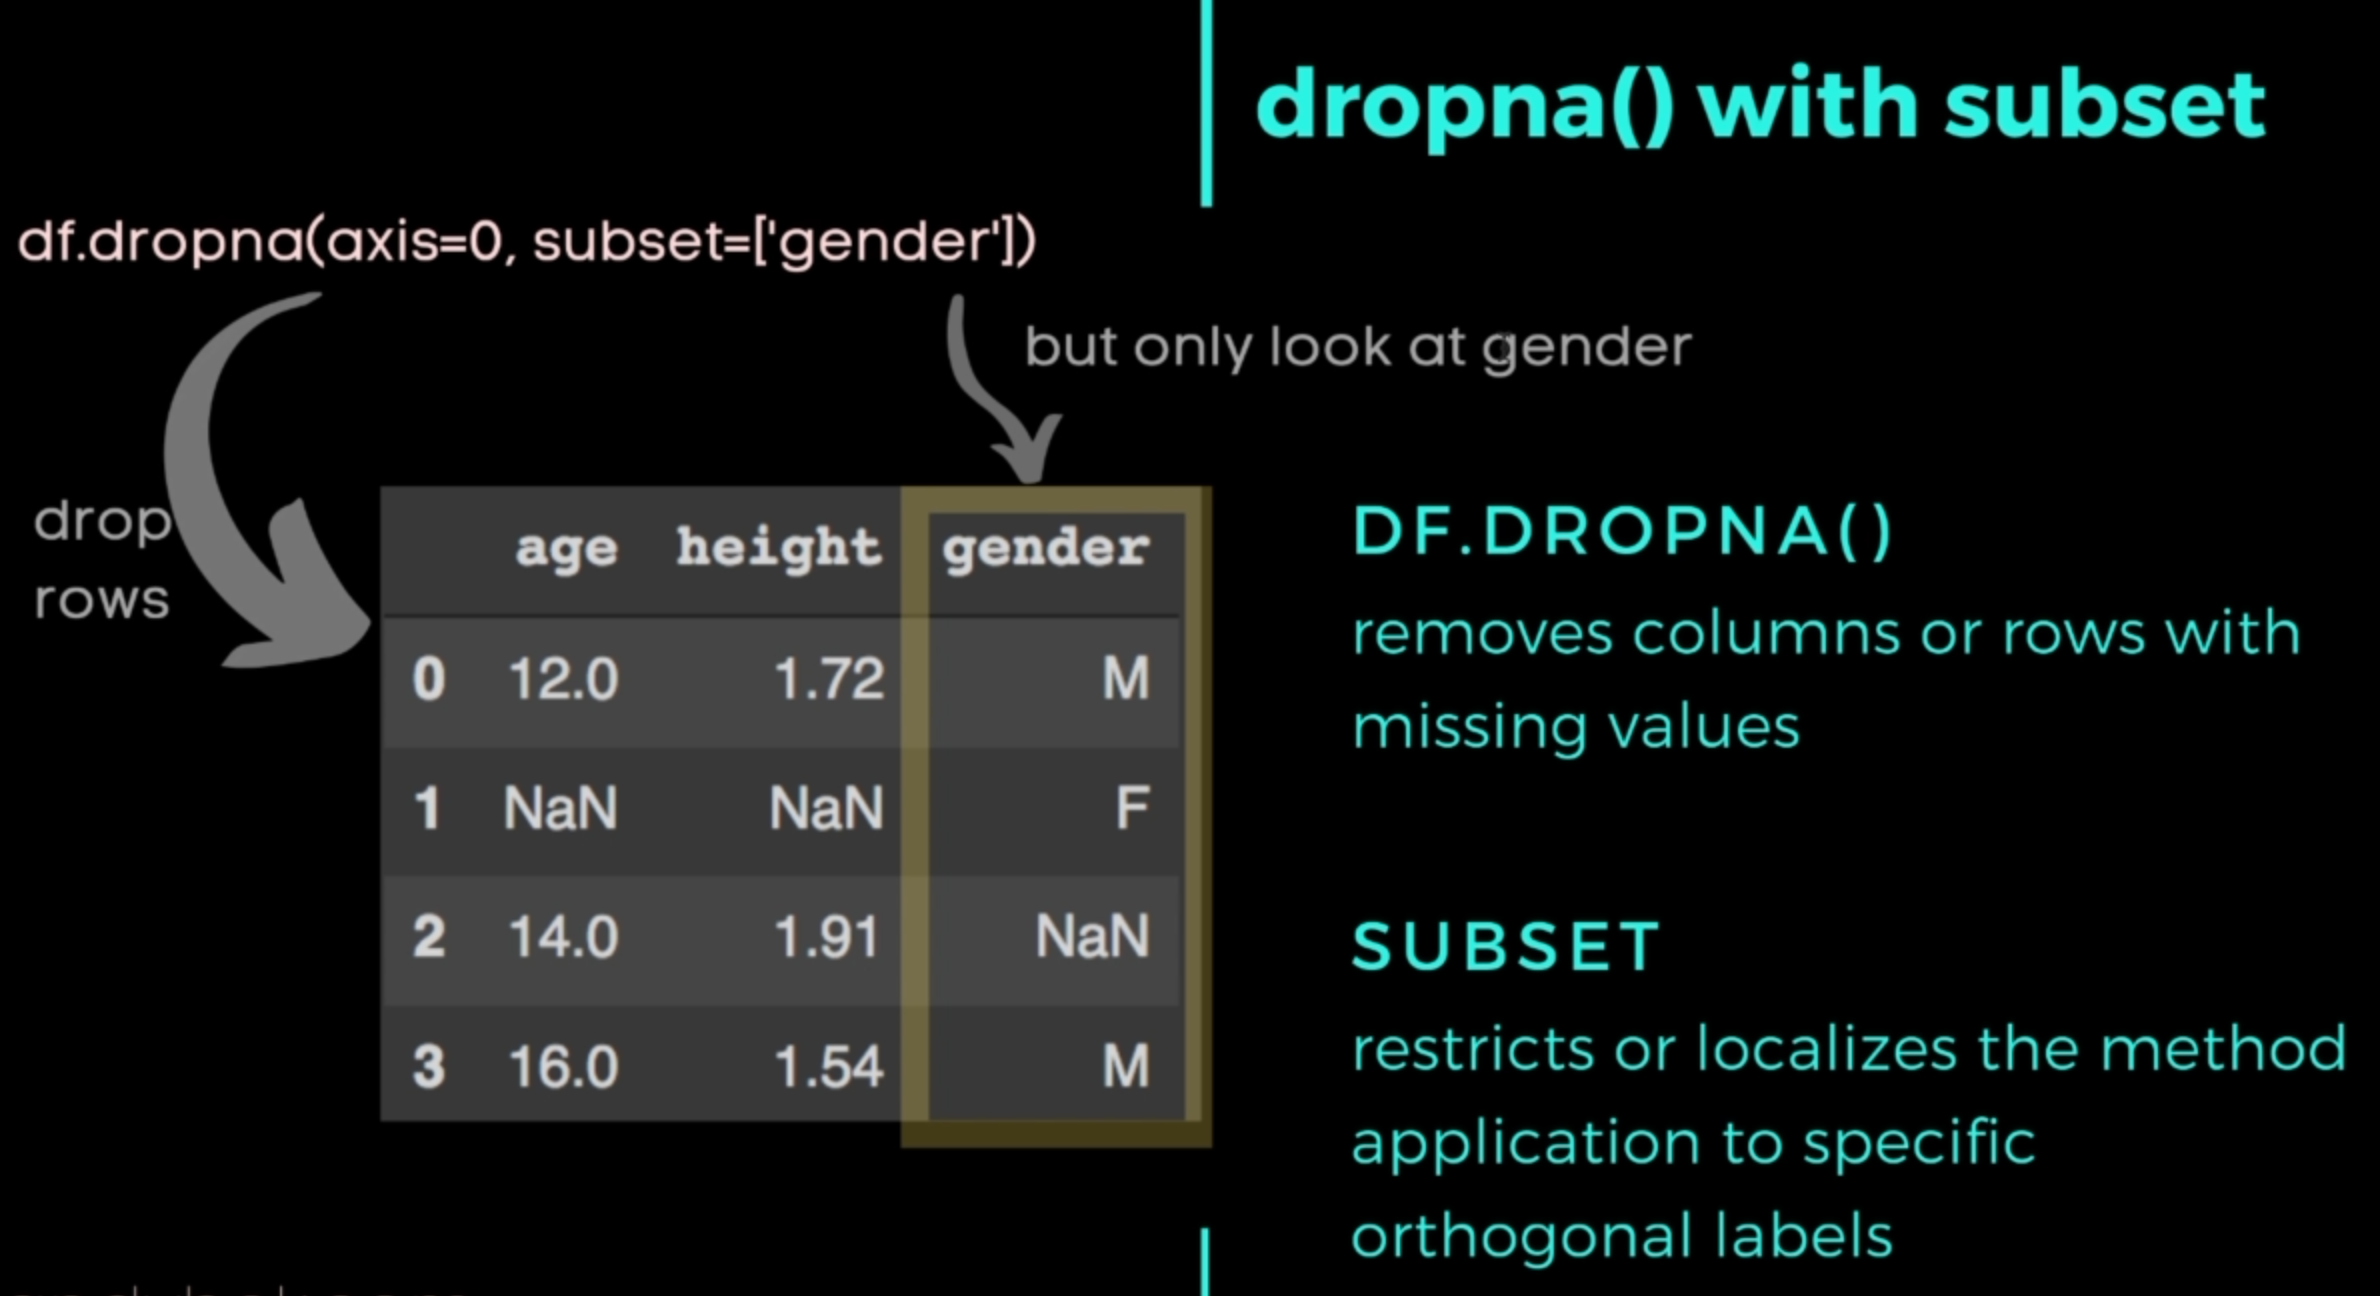 dropna() with subset
df.dropna(axis=0, subset=['gender'])
but only look at gender
drop
rows
age height gender
0 12.0 1.72 M
1 NaN NaN F
2 14.0 1.91 NaN
3 16.0 1.54 M
DF.DROPNA()
removes columns or rows with
missing values
SUBSET
restricts or localizes the method
application to specific
orthogonal labels